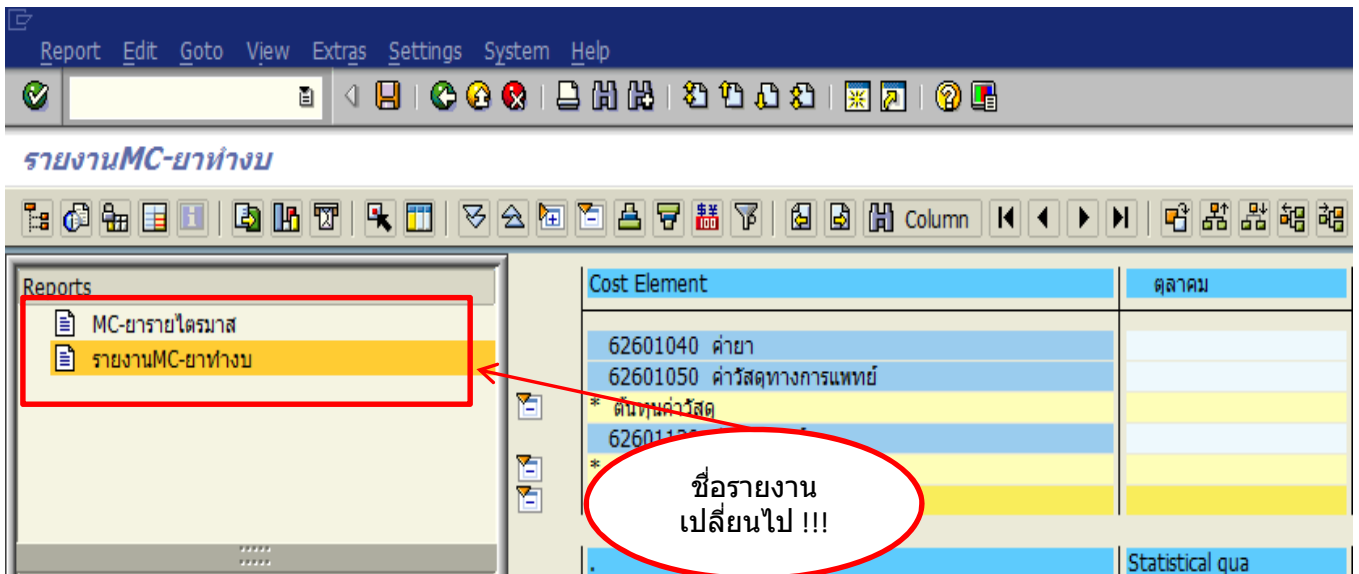 Report Edit Goto View Extras Settings System Help
รายงานMC-ยาทำงบ
Column
Reports
MC-ยารายไตรมาส
รายงานMC-ยาทำงบ
Cost Element ตุลาคม
62601040 ค่ายา
62601050 ค่าวัสดุทางการแพทย์
* ต้นทุนค่าวัสดุ
*
ชื่อรายงาน
เปลี่ยนไป !!!
. Statistical qua